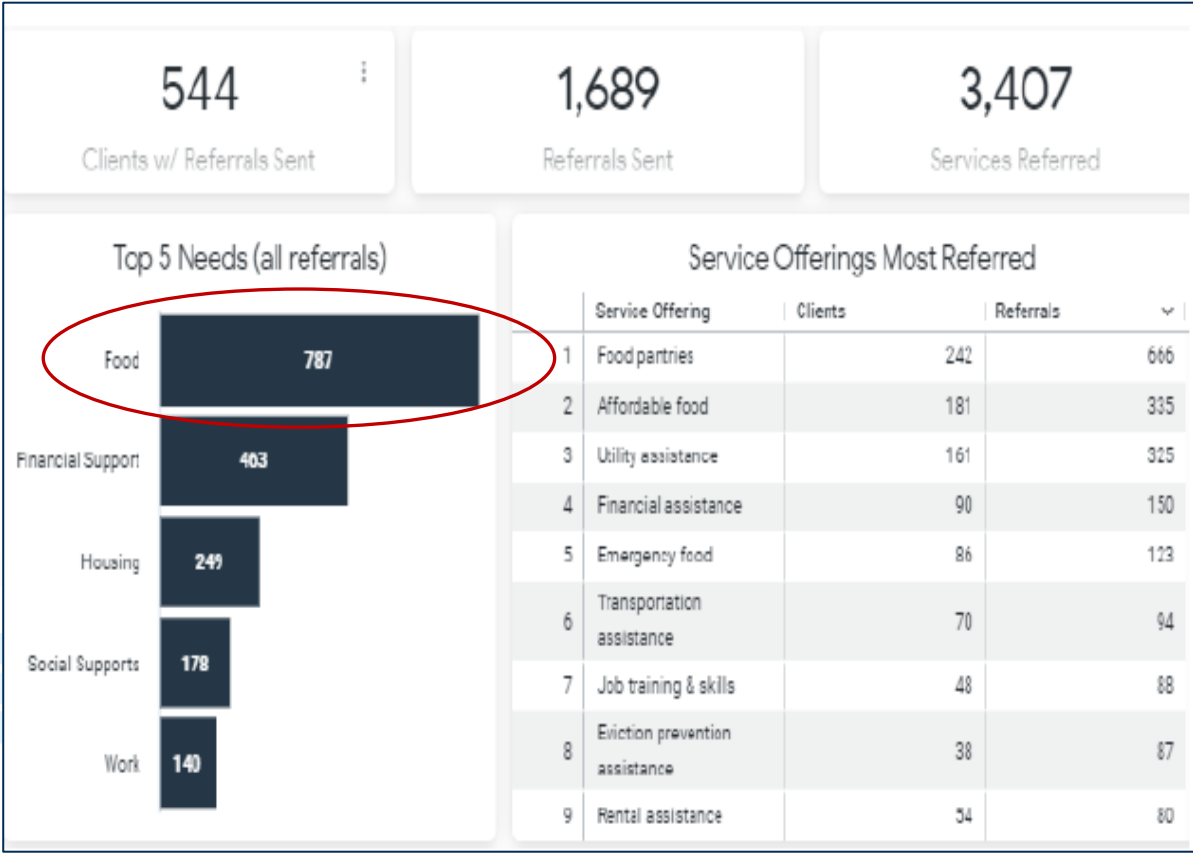 544
Clients w/ Referrals Sent
1,689
Referrals Sent
3,407
Services Referred
Top 5 Needs (all referrals)
Food 787
Financial Support 463
Housing 249
Social Supports 178
Work 140
Service Offerings Most Referred
Service Offering Clients Referrals
1 Food pantries 242 666
2 Affordable food 181 335
3 Utility assistance 161 325
4 Financial assistance 90 150
5 Emergency food 86 123
6 Transportation
assistance 70 94
7 Job training & skills 48 88
8 Eviction prevention
assistance 38 87
9 Rental assistance 54 80